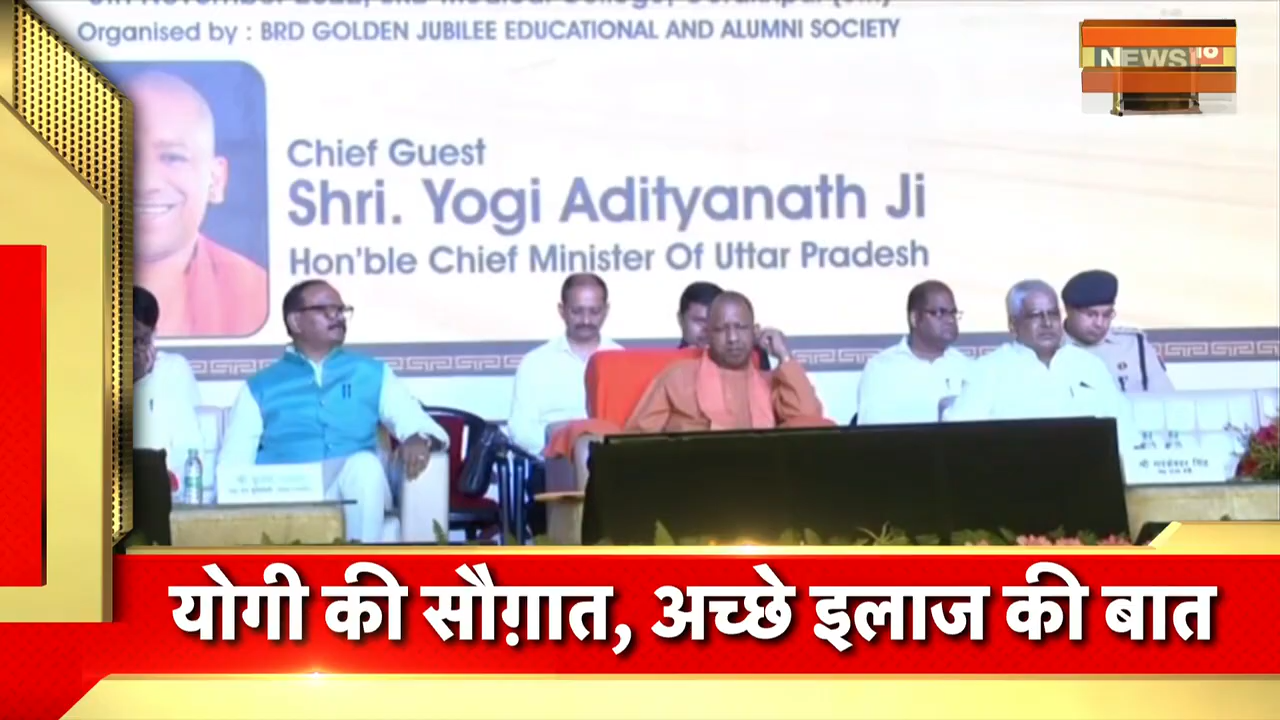 Organised by : BRD GOLDEN JUBILEE EDUCATIONAL AND ALUMNI SOCIETY
NEWS18
Chief Guest
Shri. Yogi Adityanath Ji
Hon'ble Chief Minister Of Uttar Pradesh
योगी की सौग़ात, अच्छे इलाज की बात